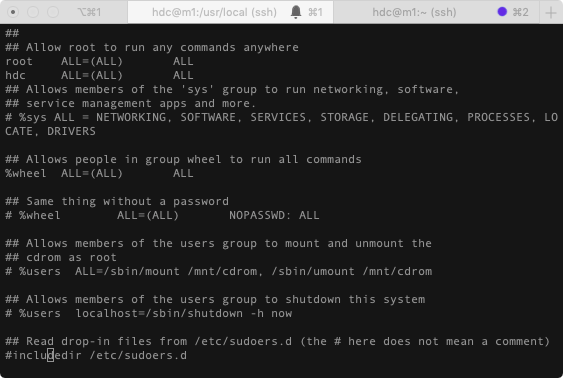 ⌥⌘1
hdc@m1:/usr/local (ssh)
⌘1
hdc@m1:~ (ssh)
⌘2
##
## Allow root to run any commands anywhere
root    ALL=(ALL)       ALL
hdc     ALL=(ALL)       ALL
## Allows members of the 'sys' group to run networking, software,
## service management apps and more.
# %sys ALL = NETWORKING, SOFTWARE, SERVICES, STORAGE, DELEGATING, PROCESSES, LO
CATE, DRIVERS
## Allows people in group wheel to run all commands
%wheel  ALL=(ALL)       ALL
## Same thing without a password
# %wheel        ALL=(ALL)       NOPASSWD: ALL
## Allows members of the users group to mount and unmount the
## cdrom as root
# %users  ALL=/sbin/mount /mnt/cdrom, /sbin/umount /mnt/cdrom
## Allows members of the users group to shutdown this system
# %users  localhost=/sbin/shutdown -h now
## Read drop-in files from /etc/sudoers.d (the # here does not mean a comment)
#includedir /etc/sudoers.d